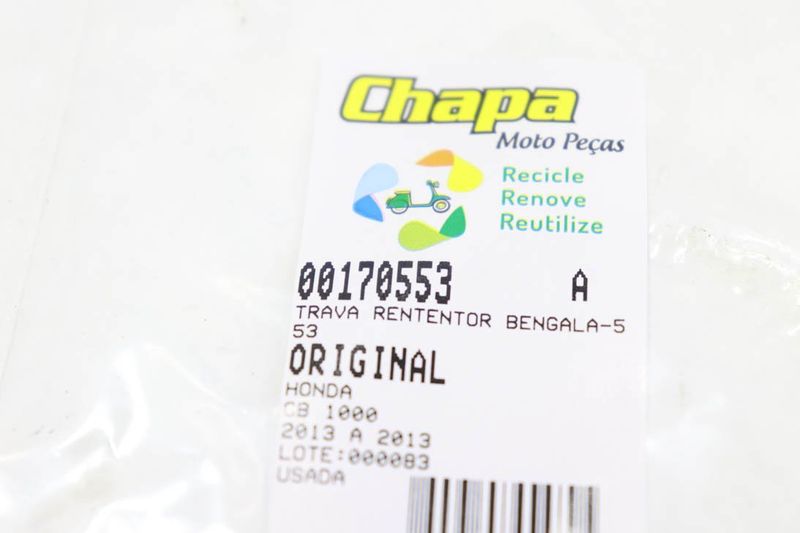 Chapa
Moto Peças
Recicle
Renove
Reutilize
00170553 A
TRAVA RENTENTOR BENGALA-5
53
ORIGINAL
HONDA
CB 1000
2013 A 2013
LOTE:000083
USADA